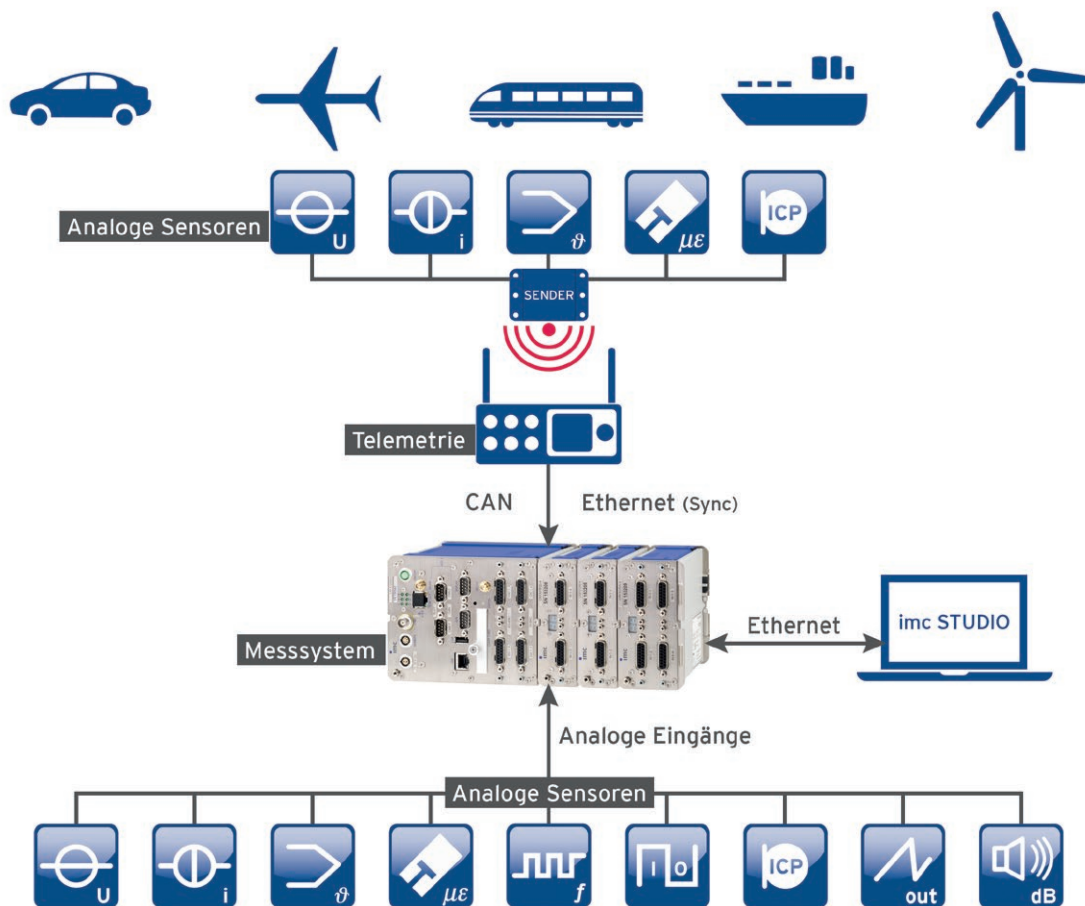 U
i
ϑ
με
ICP
Analoge Sensoren
SENDER
Telemetrie
CAN
Ethernet (Sync)
Messsystem
Ethernet
imc STUDIO
Analoge Eingänge
Analoge Sensoren
U
i
ϑ
με
f
I O
ICP
out
dB